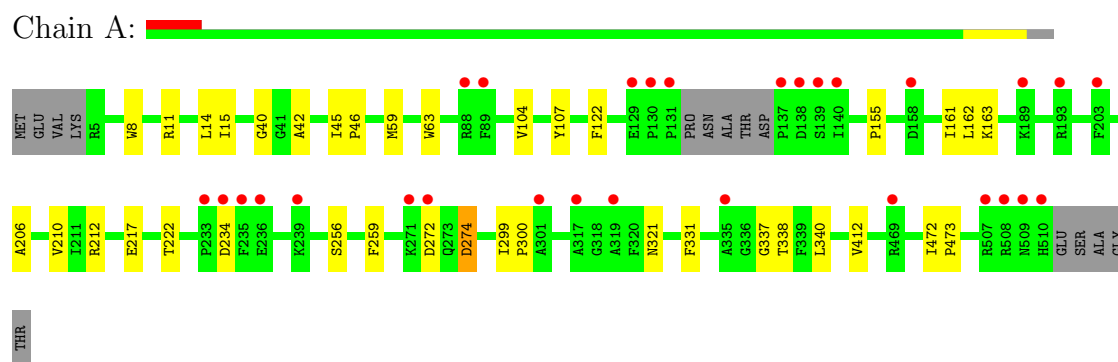 Chain A:
MET GLU VAL LYS R5 W8 R11 L14 I15 G40 G41 A42 I45 P46 M59 W63 R88 F89 V104 Y107 F122 E129 P130 P131 PRO ASN ALA THR ASP P137 D138 S139 I140 P155 D158 I161 L162 K163 K189 R193 F203
A206 V210 I211 R212 E217 T222 P233 D234 F235 E236 K239 S256 F259 K271 D272 Q273 D274 I299 P300 A301 A317 G318 A319 F320 N321 F331 A335 G336 G337 T338 F339 L340 V412 R469 I472 P473 R507 R508 N509 H510 GLU SER ALA GLY
THR